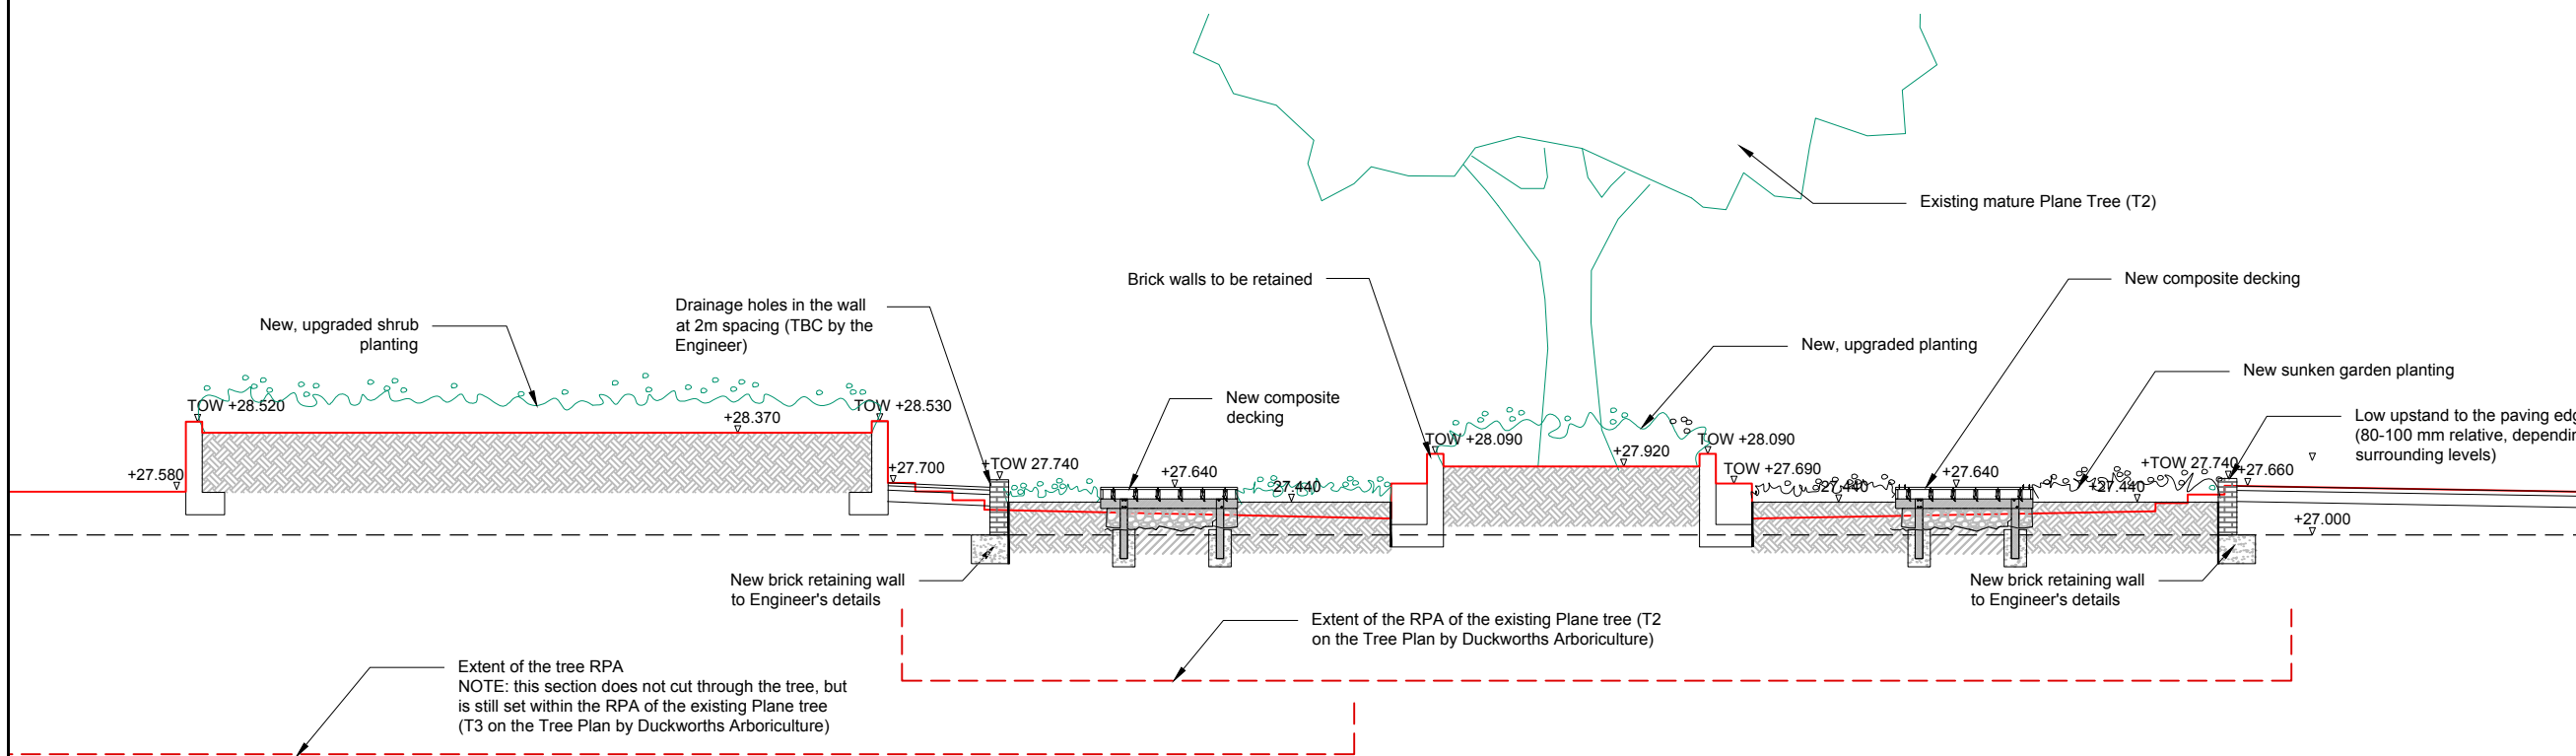 Existing mature Plane Tree (T2)
Brick walls to be retained
New composite decking
Drainage holes in the wall
at 2m spacing (TBC by the
Engineer)
New, upgraded shrub
planting
New, upgraded planting
New sunken garden planting
New composite
decking
Low upstand to the paving edg
(80-100 mm relative, dependin
surrounding levels)
TOW +28.520
+28.370
TOW +28.530
TOW +28.090
+27.920
TOW +28.090
+27.580
+27.700
+TOW 27.740
+27.640
27.440
TOW +27.690
+27.440
+27.640
+27.440
+TOW 27.740
+27.660
+27.000
New brick retaining wall
to Engineer's details
New brick retaining wall
to Engineer's details
Extent of the RPA of the existing Plane tree (T2
on the Tree Plan by Duckworths Arboriculture)
Extent of the tree RPA
NOTE: this section does not cut through the tree, but
is still set within the RPA of the existing Plane tree
(T3 on the Tree Plan by Duckworths Arboriculture)